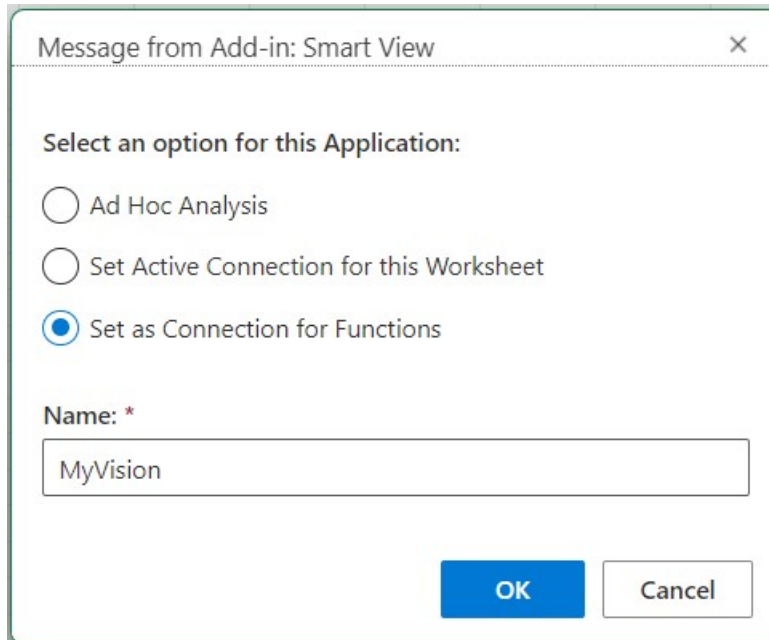 Message from Add-in: Smart View
Select an option for this Application:
Ad Hoc Analysis
Set Active Connection for this Worksheet
Set as Connection for Functions
Name: *
MyVision
OK Cancel